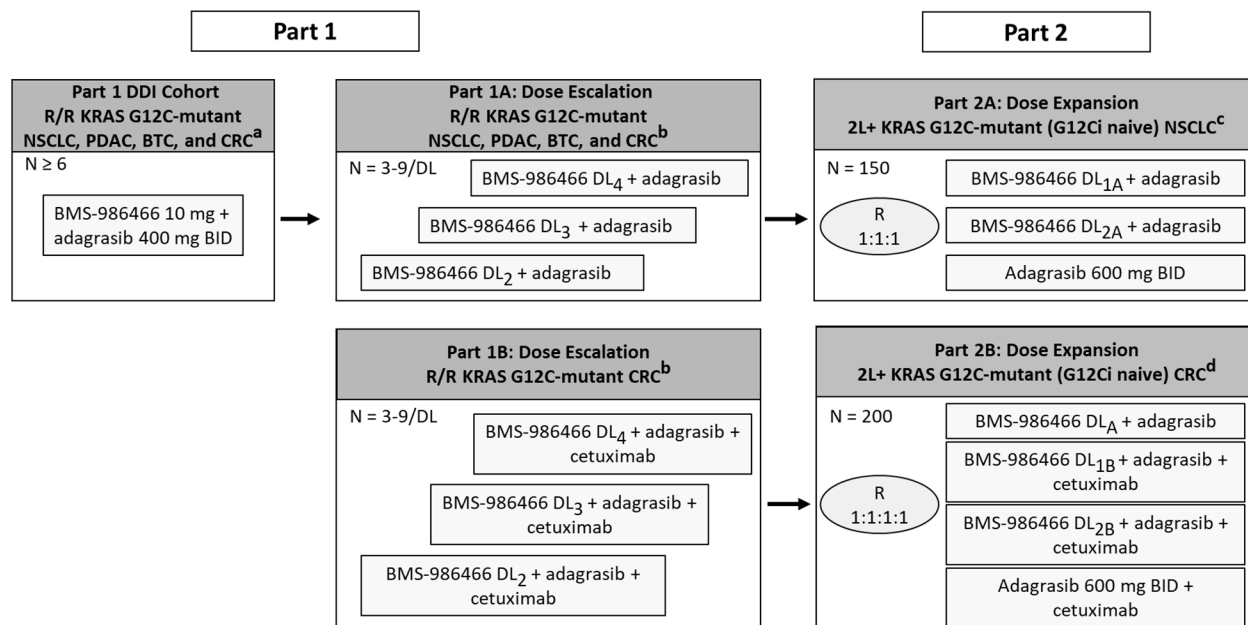 Part 1
Part 2
Part 1 DDI Cohort
R/R KRAS G12C-mutant
NSCLC, PDAC, BTC, and CRCa
N ≥ 6
BMS-986466 10 mg +
adagrasib 400 mg BID
Part 1A: Dose Escalation
R/R KRAS G12C-mutant
NSCLC, PDAC, BTC, and CRCb
N = 3-9/DL
BMS-986466 DL4 + adagrasib
BMS-986466 DL3 + adagrasib
BMS-986466 DL2 + adagrasib
Part 2A: Dose Expansion
2L+ KRAS G12C-mutant (G12Ci naive) NSCLCc
N = 150
R
1:1:1
BMS-986466 DL1A + adagrasib
BMS-986466 DL2A + adagrasib
Adagrasib 600 mg BID
Part 1B: Dose Escalation
R/R KRAS G12C-mutant CRCb
N = 3-9/DL
BMS-986466 DL4 + adagrasib +
cetuximab
BMS-986466 DL3 + adagrasib +
cetuximab
BMS-986466 DL2 + adagrasib +
cetuximab
Part 2B: Dose Expansion
2L+ KRAS G12C-mutant (G12Ci naive) CRCd
N = 200
R
1:1:1:1
BMS-986466 DLA + adagrasib
BMS-986466 DL1B + adagrasib +
cetuximab
BMS-986466 DL2B + adagrasib +
cetuximab
Adagrasib 600 mg BID +
cetuximab